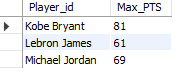 Player_id Max_PTS
Kobe Bryant 81
Lebron James 61
Michael Jordan 69